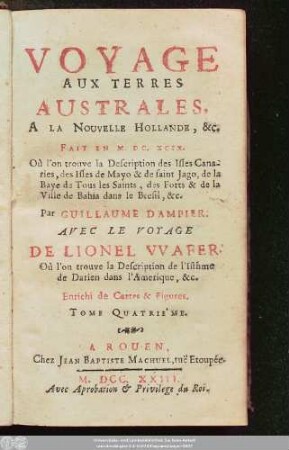 VOYAGE
AUX TERRES
AUSTRALES,
A LA NOUVELLE HOLLANDE, &c.
FAIT EN M. DC. XCIX.
Où l'on trouve la Description des Isles Cana-
ries, des Isles de Mayo & de saint Jago, de la
Baye de Tous les Saints, des Forts & de la
Ville de Bahia dans le Bresil, &c.
Par GUILLAUME DAMPIER.
AVEC LE VOYAGE
DE LIONEL WAFER.
Où l'on trouve la Description de l'Isthme
de Darien dans l'Amerique, &c.
Enrichi de Cartes & Figures.
TOME QUATRIE'ME.
A ROUEN,
Chez JEAN BAPTISTE MACHUEL, ruë Etoupée.
M. DCC. XXIII.
Avec Aprobation & Privilege du Roi.